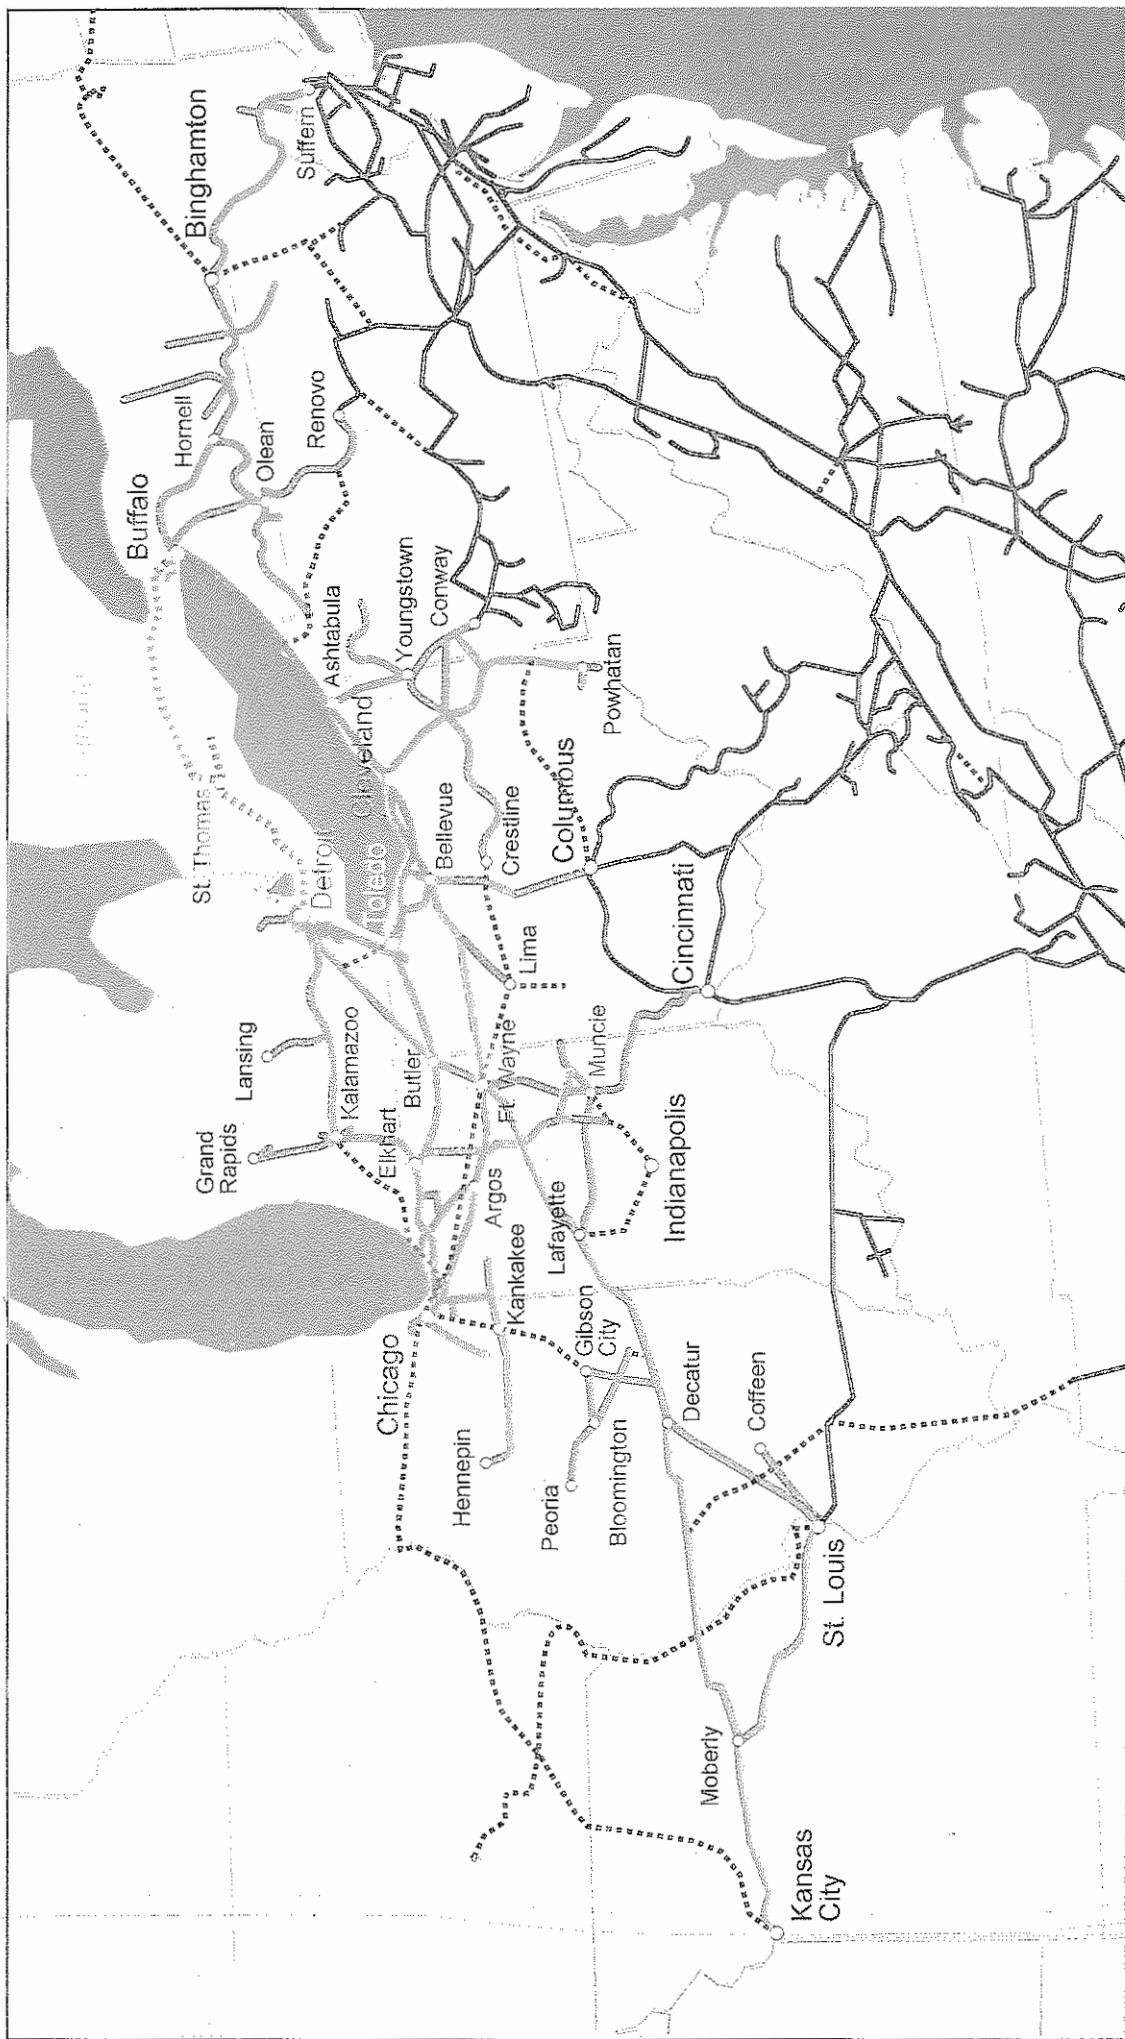 Binghamton
Suffern
Hornell
Buffalo
Olean
Renovo
Ashtabula
Youngstown
Conway
Cleveland
St. Thomas
Detroit
Toledo
Bellevue
Crestline
Powhatan
Columbus
Lansing
Grand
Rapids
Kalamazoo
Elkhart
Butler
Ft. Wayne
Lima
Muncie
Cincinnati
Argos
Lafayette
Indianapolis
Chicago
Kankakee
Gibson
City
Hennepin
Peoria
Bloomington
Decatur
Coffeen
St. Louis
Moberly
Kansas
City